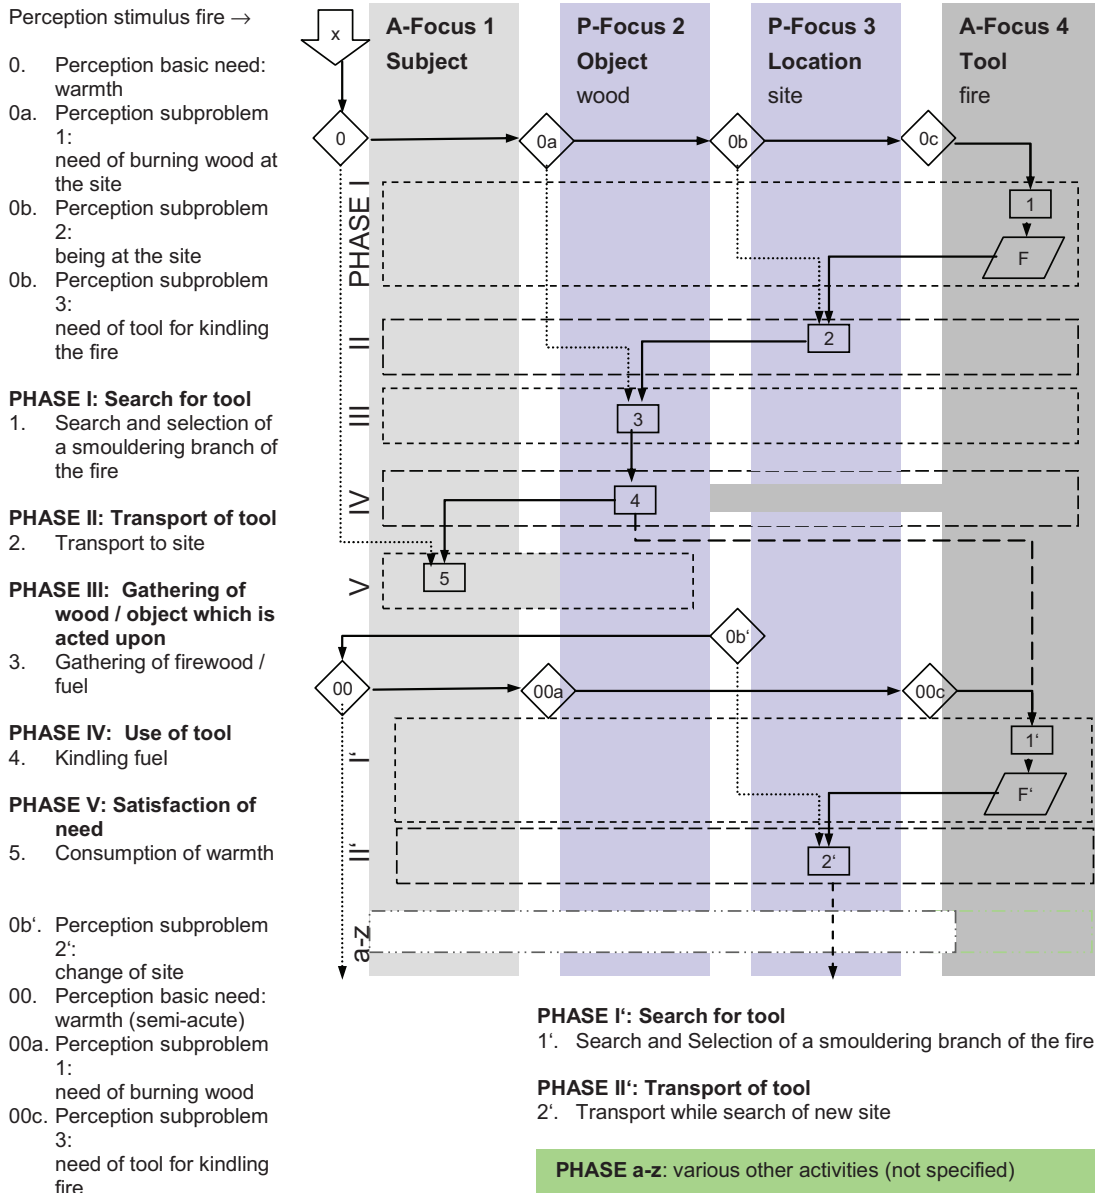 Perception stimulus fire →
0. Perception basic need:
warmth
0a. Perception subproblem
1:
need of burning wood at
the site
0b. Perception subproblem
2:
being at the site
0b. Perception subproblem
3:
need of tool for kindling
the fire
PHASE I: Search for tool
1. Search and selection of
a smouldering branch of
the fire
PHASE II: Transport of tool
2. Transport to site
PHASE III: Gathering of
wood / object which is
acted upon
3. Gathering of firewood /
fuel
PHASE IV: Use of tool
4. Kindling fuel
PHASE V: Satisfaction of
need
5. Consumption of warmth
0b‘. Perception subproblem
2‘:
change of site
00. Perception basic need:
warmth (semi-acute)
00a. Perception subproblem
1:
need of burning wood
00c. Perception subproblem
3:
need of tool for kindling
fire
x
A-Focus 1
Subject
P-Focus 2
Object
wood
P-Focus 3
Location
site
A-Focus 4
Tool
fire
0
0a
0b
0c
PHASE I
1
F
II
2
III
3
IV
4
V
5
0b‘
00
00a
00c
I‘
1‘
F‘
II‘
2‘
a-z
PHASE I‘: Search for tool
1‘. Search and Selection of a smouldering branch of the fire
PHASE II‘: Transport of tool
2‘. Transport while search of new site
PHASE a-z: various other activities (not specified)